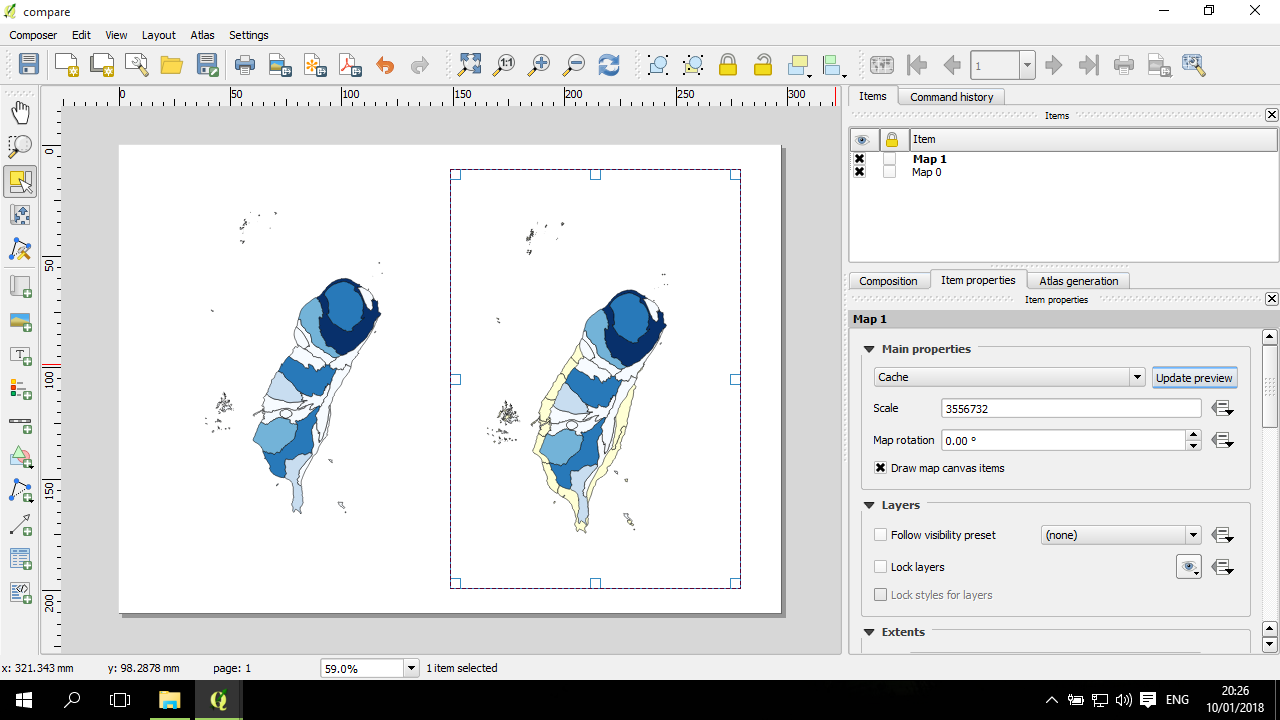 compare
Composer Edit View Layout Atlas Settings
1:1
1
0 50 100 150 200 250 300
0
50
100
150
200
Items Command history
Items
Item
Map 1
Map 0
Composition Item properties Atlas generation
Item properties
Map 1
Main properties
Cache Update preview
Scale 3556732
Map rotation 0.00 °
Draw map canvas items
Layers
Follow visibility preset (none)
Lock layers
Lock styles for layers
Extents
x: 321.343 mm y: 98.2878 mm page: 1 59.0% 1 item selected
ENG
20:26
10/01/2018